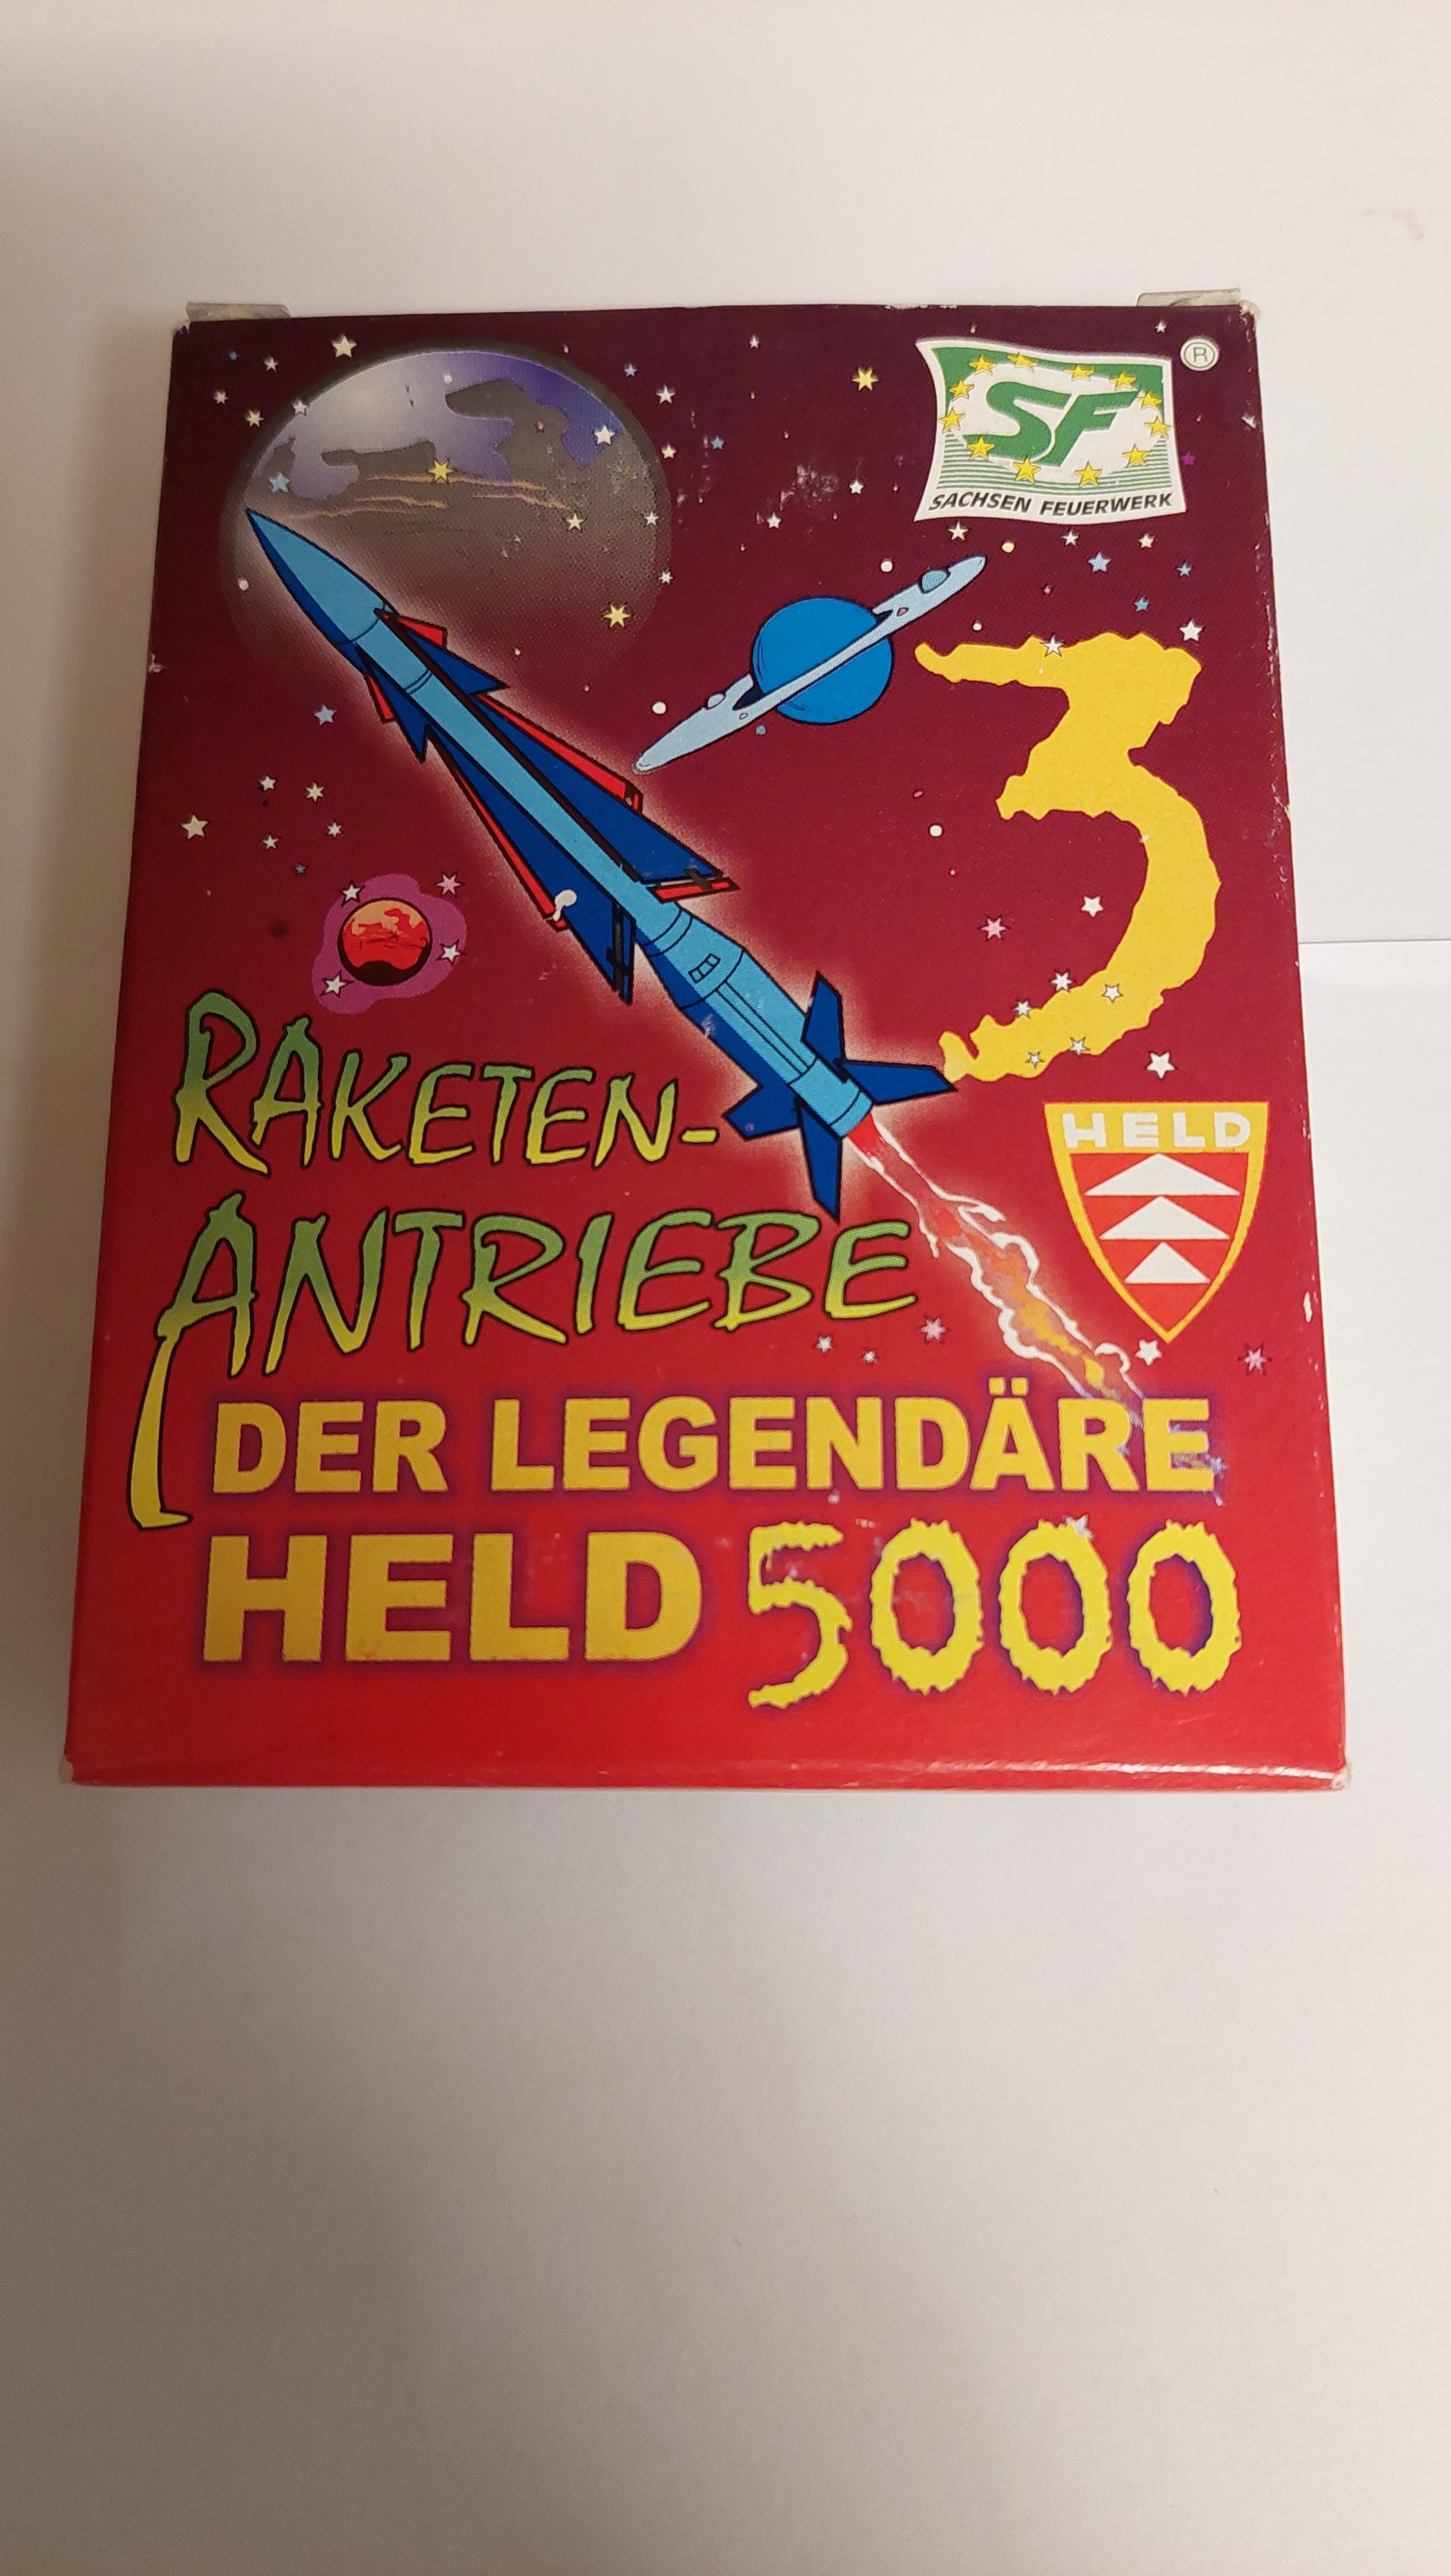 SF
®
SACHSEN FEUERWERK
3
RAKETEN-
HELD
ANTRIEBE
DER LEGENDÄRE
HELD 5000